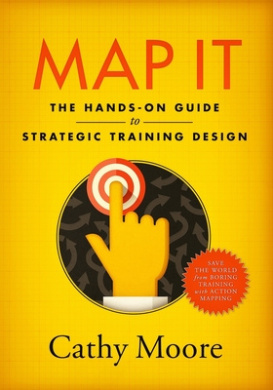 MAP IT
THE HANDS-ON GUIDE
to
STRATEGIC TRAINING DESIGN
SAVE
THE WORLD
from BORING
TRAINING
with ACTION
MAPPING
Cathy Moore